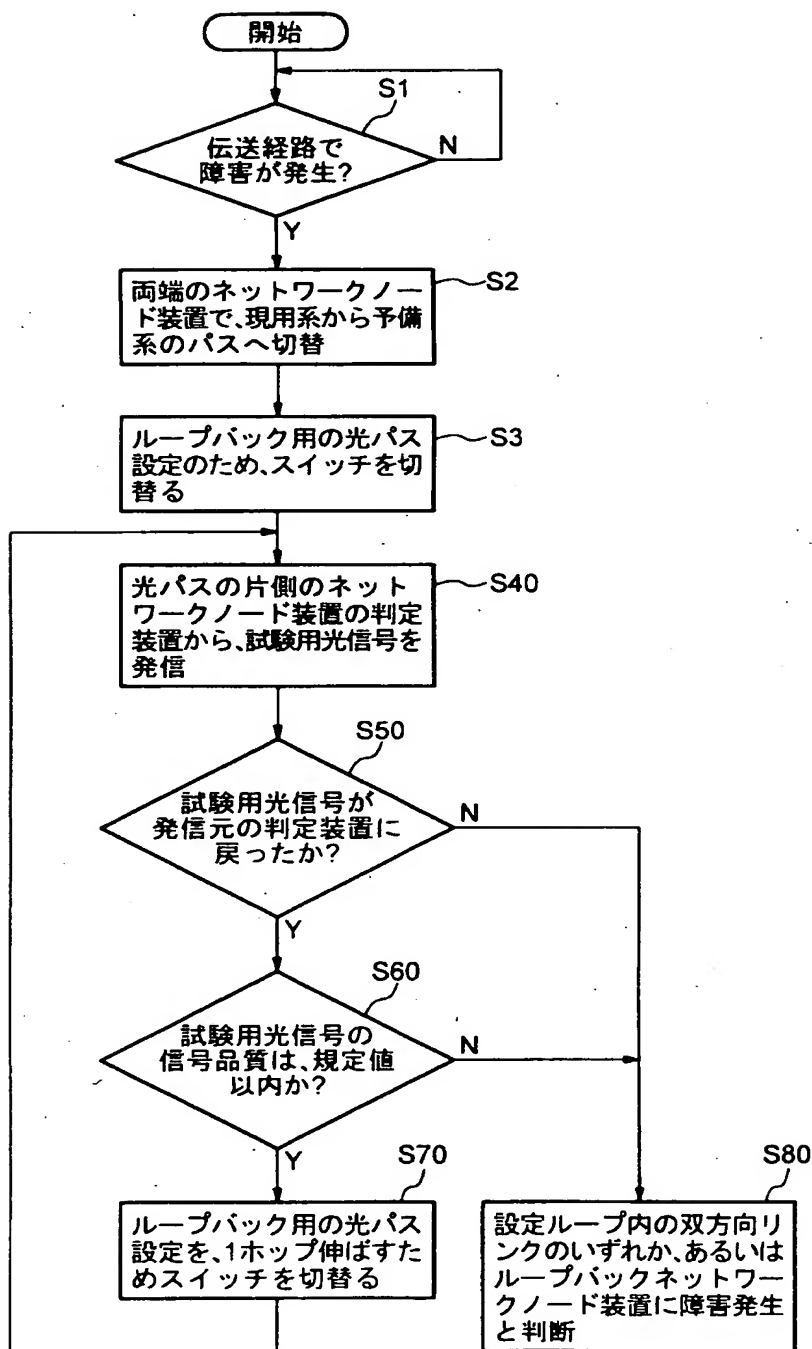 開始
S1
伝送経路で
障害が発生?
N
Y
S2
両端のネットワークノー
ド装置で、現用系から予備
系のパスへ切替
S3
ループバック用の光パス
設定のため、スイッチを切
替る
S40
光パスの片側のネット
ワークノード装置の判定
装置から、試験用光信号を
発信
S50
試験用光信号が
発信元の判定装置に
戻ったか?
N
Y
S60
試験用光信号の
信号品質は、規定値
以内か?
N
Y
S70
ループバック用の光パス
設定を、1ホップ伸ばすた
めスイッチを切替る
S80
設定ループ内の双方向リ
ンクのいずれか、あるいは
ループバックネットワー
クノード装置に障害発生
と判断